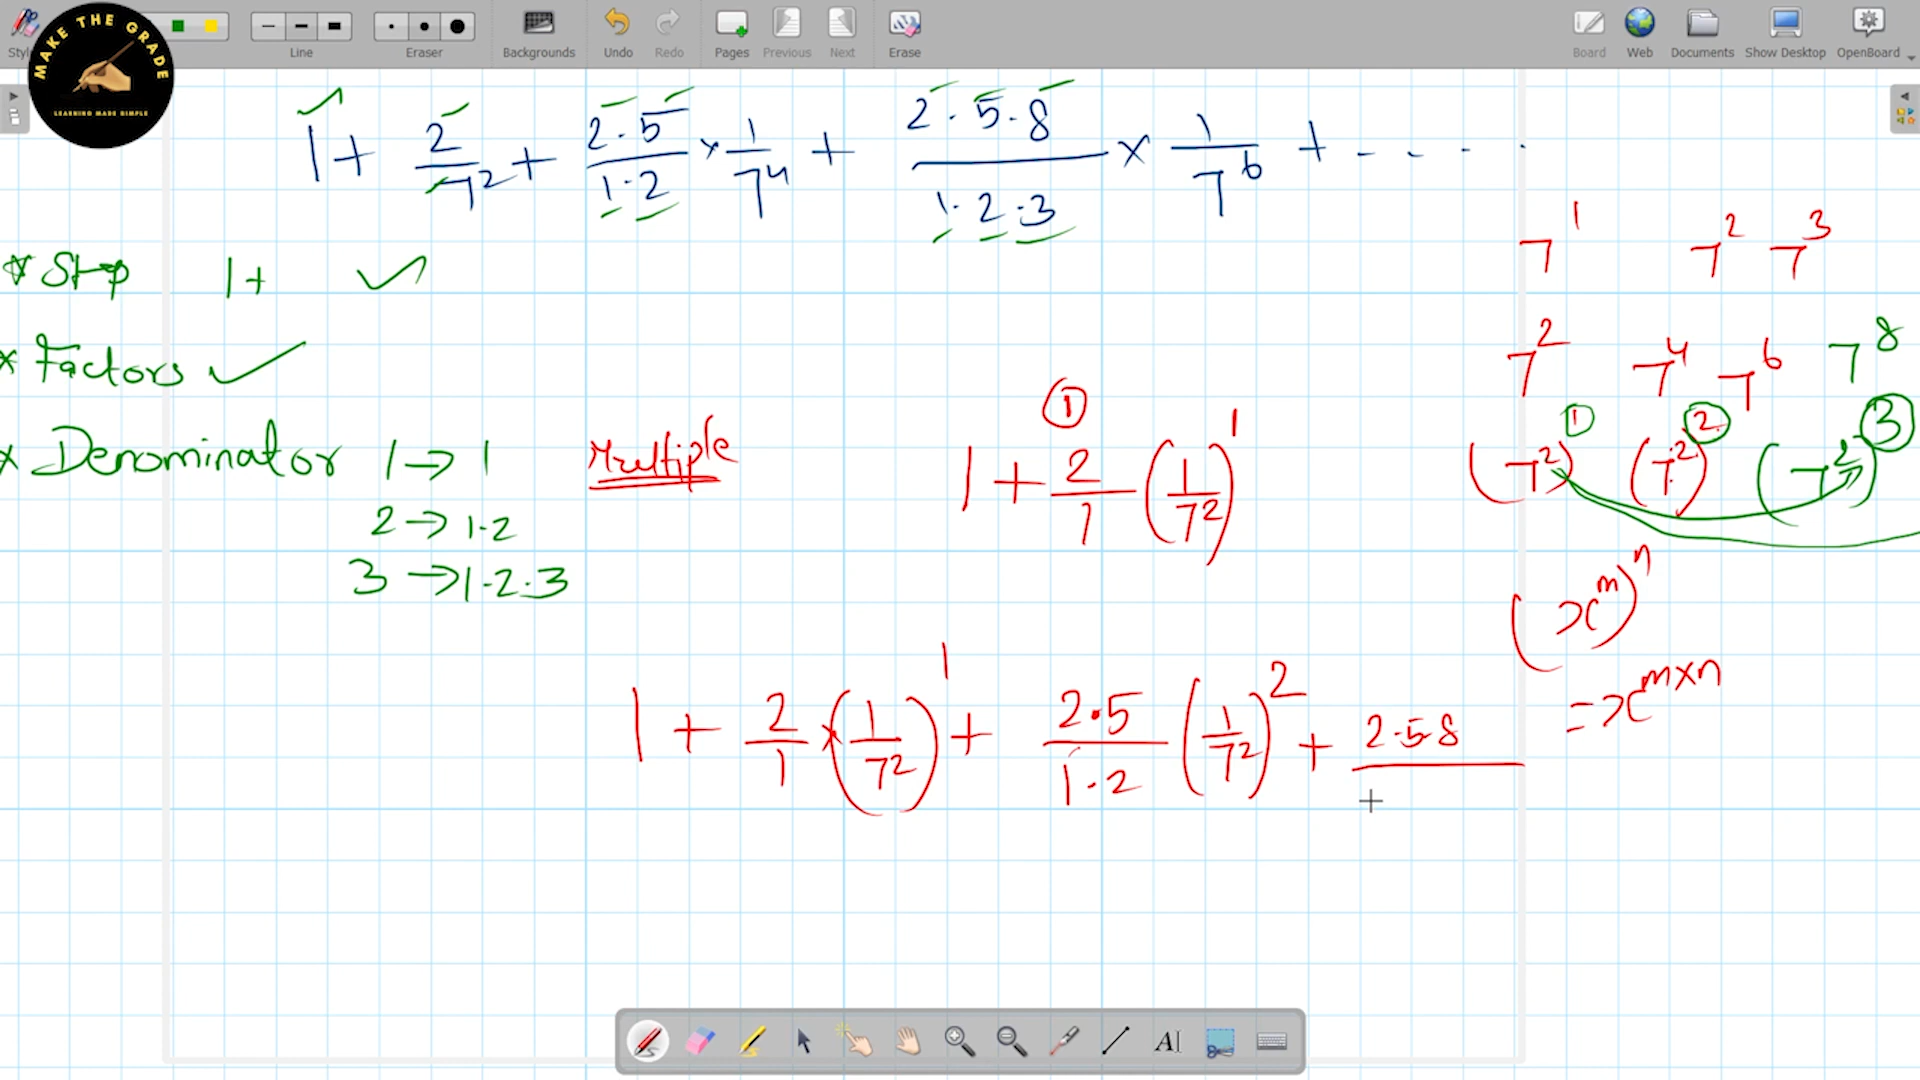 MAKE THE GRADE
LEARNING MADE SIMPLE
Line
Eraser
Backgrounds
Undo
Redo
Pages
Previous
Next
Erase
Board
Web
Documents
Show Desktop
OpenBoard
1 + 2/7² + 2·5/1·2 × 1/7⁴ + 2·5·8/1·2·3 × 1/7⁶ + - - - -
7¹ 7² 7³
* Step 1+ ✓
7² 7⁴ 7⁶ 7⁸
* Factors ✓
① ① ② ③
(7²) (7²) (7²)
* Denominator 1 → 1
Multiple
1 + 2/1 (1/7²)¹
2 → 1·2
3 → 1·2·3
(x^m)^n
= x^m×n
1 + 2/1 × (1/7²)¹ + 2·5/1·2 (1/7²)² + 2·5·8
AI